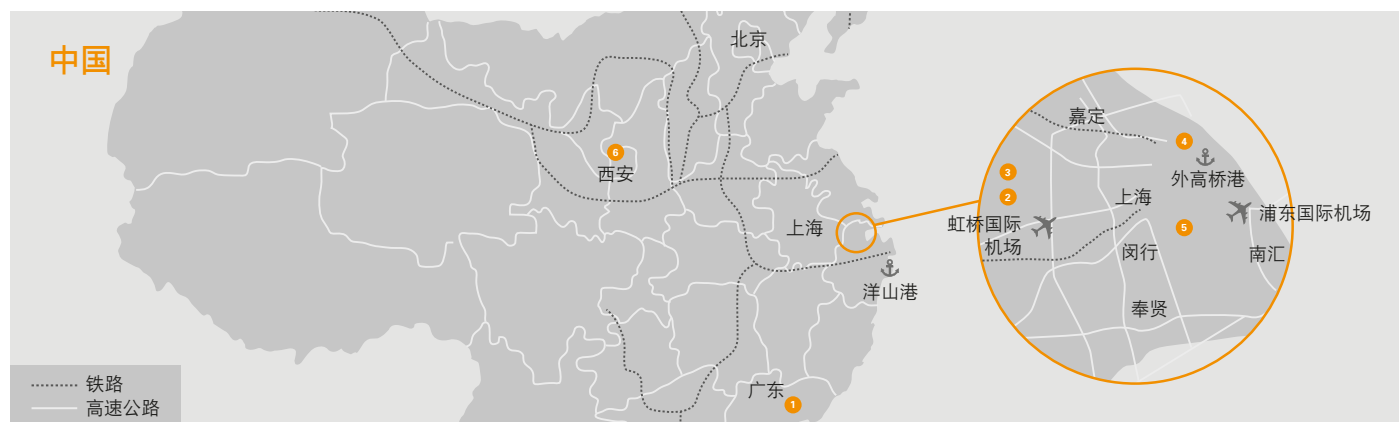 中国
北京
嘉定
4
6
外高桥港
西安
3
2
上海
浦东国际机场
虹桥国际
机场
5
上海
闵行
南汇
洋山港
奉贤
铁路
高速公路
广东
1